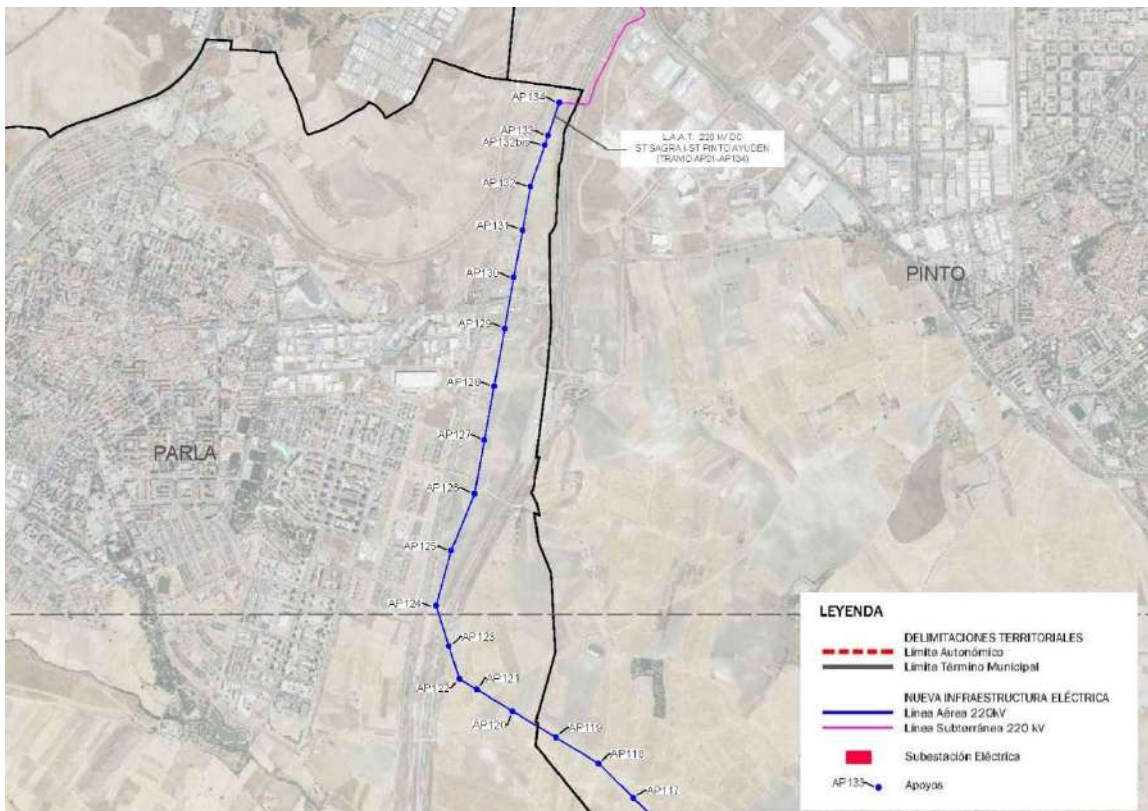 AP134
AP133
AP132bis
L.A.A.T. 220 kV DC
ST SAGRA I-ST PINTO AYUDEN
(TRAMO AP01-AP134)
AP132
AP131
AP130
PINTO
AP129
AP128
AP127
PARLA
AP126
AP125
AP124
AP123
AP122
AP121
AP120
AP119
AP118
AP117
LEYENDA
DELIMITACIONES TERRITORIALES
Límite Autonómico
Límite Término Municipal
NUEVA INFRAESTRUCTURA ELÉCTRICA
Línea Aérea 220kV
Línea Subterránea 220 kV
Subestación Eléctrica
AP133
Apoyos